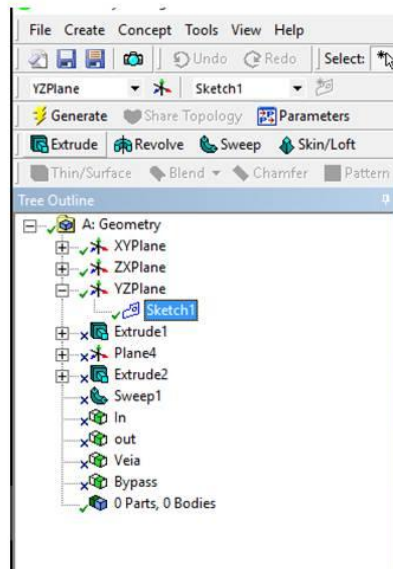 File Create Concept Tools View Help
Undo Redo Select:
YZPlane Sketch1
Generate Share Topology Parameters
Extrude Revolve Sweep Skin/Loft
Thin/Surface Blend Chamfer Pattern
Tree Outline
A: Geometry
XYPlane
ZXPlane
YZPlane
Sketch1
Extrude1
Plane4
Extrude2
Sweep1
In
out
Veia
Bypass
0 Parts, 0 Bodies